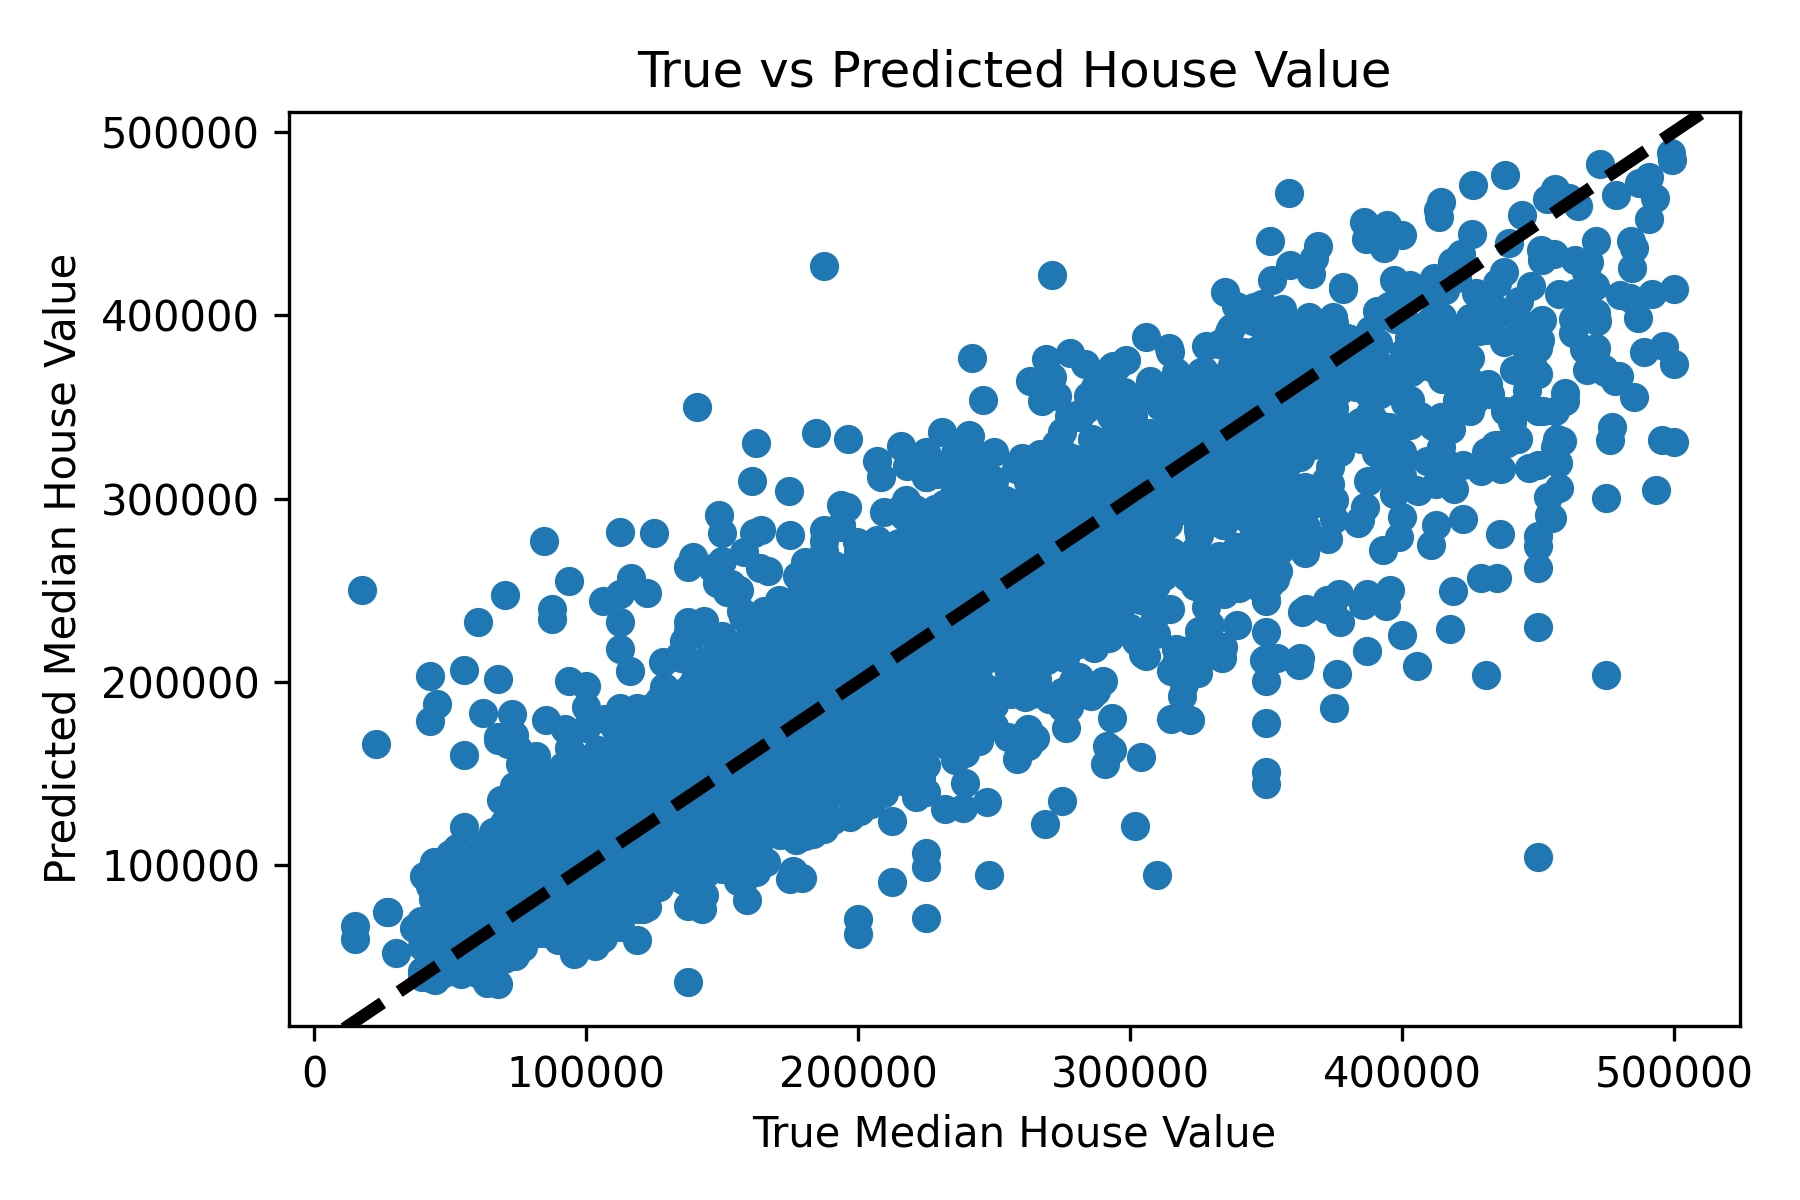 True vs Predicted House Value
Predicted Median House Value
500000
400000
300000
200000
100000
0 100000 200000 300000 400000 500000
True Median House Value